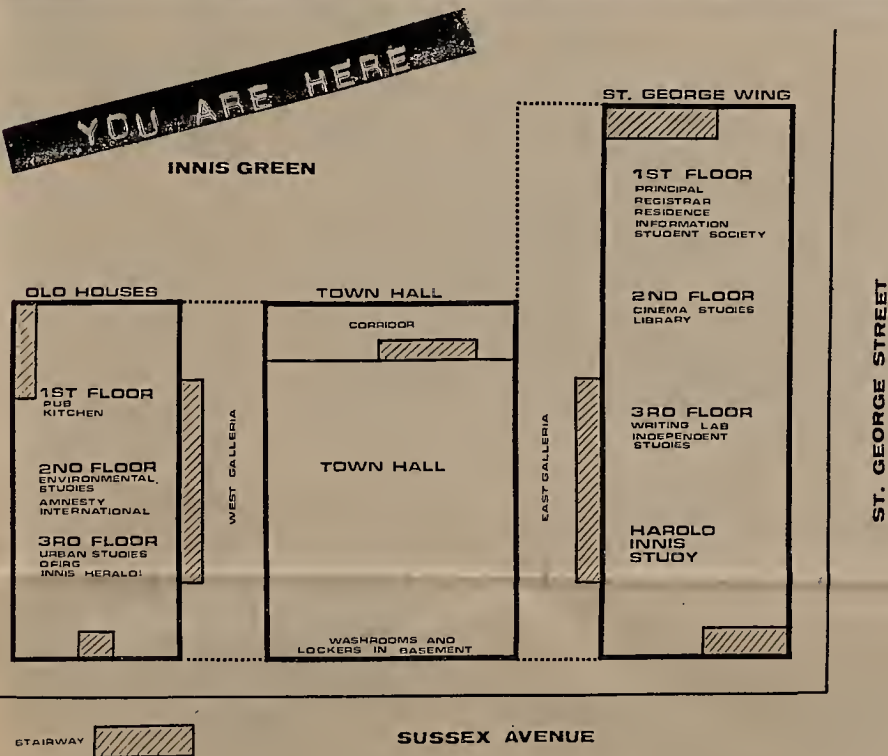 YOU ARE HERE
INNIS GREEN
ST. GEORGE WING
1ST FLOOR
PRINCIPAL
REGISTRAR
RESIDENCE
INFORMATION
STUDENT SOCIETY
2ND FLOOR
CINEMA STUDIES
LIBRARY
3RD FLOOR
WRITING LAB
INDEPENDENT
STUDIES
HAROLD
INNIS
STUDY
OLD HOUSES
1ST FLOOR
PUB
KITCHEN
2ND FLOOR
ENVIRONMENTAL
STUDIES
AMNESTY
INTERNATIONAL
3RD FLOOR
URBAN STUDIES
OPIRG
INNIS HERALD!
WEST GALLERIA
TOWN HALL
CORRIDOR
TOWN HALL
WASHROOMS AND
LOCKERS IN BASEMENT
EAST GALLERIA
ST. GEORGE STREET
STAIRWAY
SUSSEX AVENUE